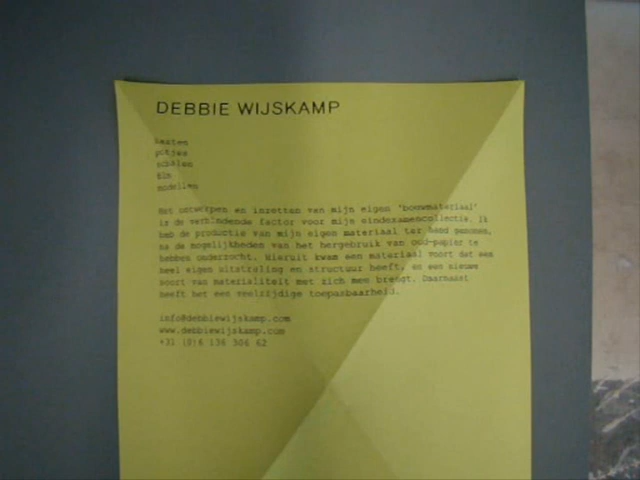 DEBBIE WIJSKAMP
kasten
potjes
schalen
modellen
Het ontwerpen en inzetten van mijn eigen 'bouwmateriaal'
is de verbindende factor voor mijn eindexamencollectie. Ik
heb de productie van mijn eigen materiaal ter hand genomen,
na de mogelijkheden van het hergebruik van oud-papier te
hebben onderzocht. Hieruit kwam een materiaal voort dat een
heel eigen uitstraling en structuur heeft, en een nieuwe
soort van materialiteit met zich mee brengt. Daarnaast
heeft het een veelzijdige toepasbaarheid.
info@debbiewijskamp.com
www.debbiewijskamp.com
+31 (0)6 136 306 62